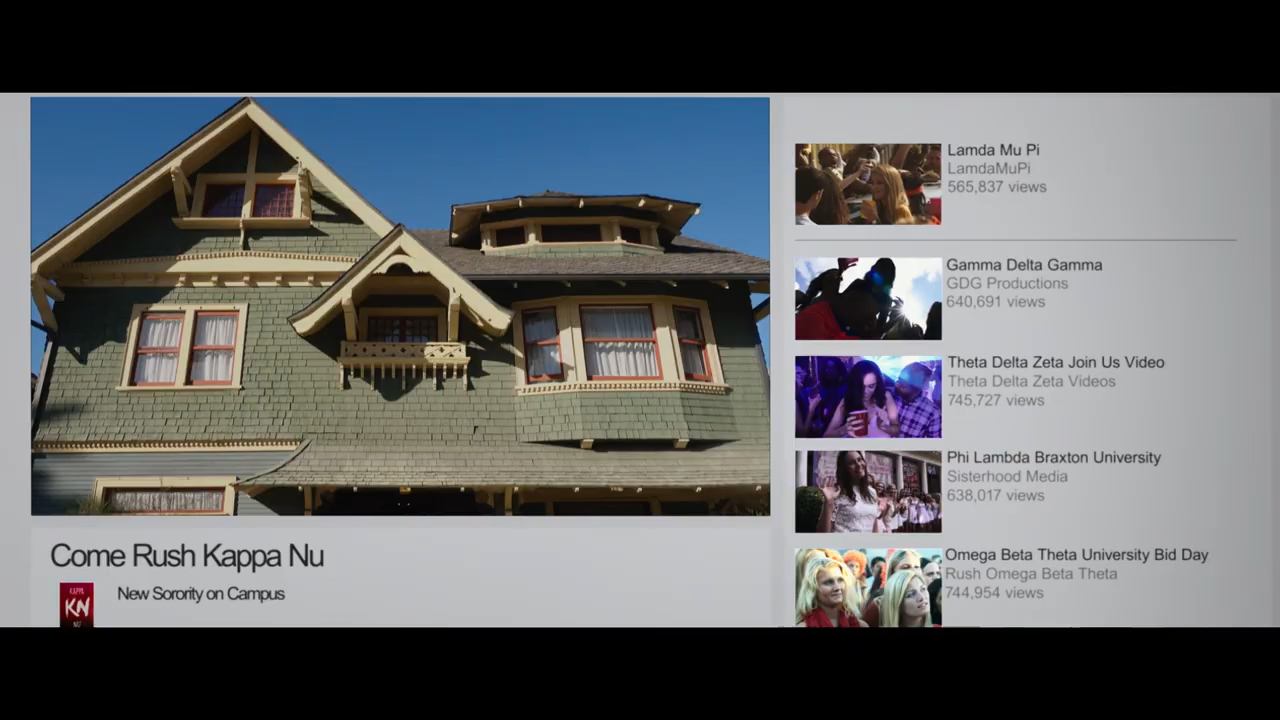 Lamda Mu Pi
LamdaMuPi
565,837 views
Gamma Delta Gamma
GDG Productions
640,691 views
Theta Delta Zeta Join Us Video
Theta Delta Zeta Videos
745,727 views
Phi Lambda Braxton University
Sisterhood Media
638,017 views
Omega Beta Theta University Bid Day
Rush Omega Beta Theta
744,954 views
Come Rush Kappa Nu
New Sorority on Campus
KAPPA
KN
NU